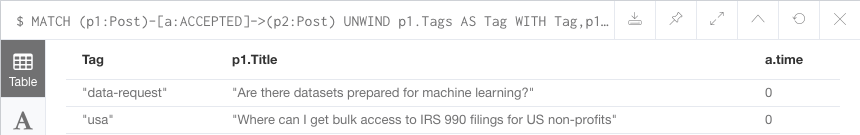 $ MATCH (p1:Post)-[a:ACCEPTED]->(p2:Post) UNWIND p1.Tags AS Tag WITH Tag,p1…
Table
A
Tag p1.Title a.time
"data-request" "Are there datasets prepared for machine learning?" 0
"usa" "Where can I get bulk access to IRS 990 filings for US non-profits" 0